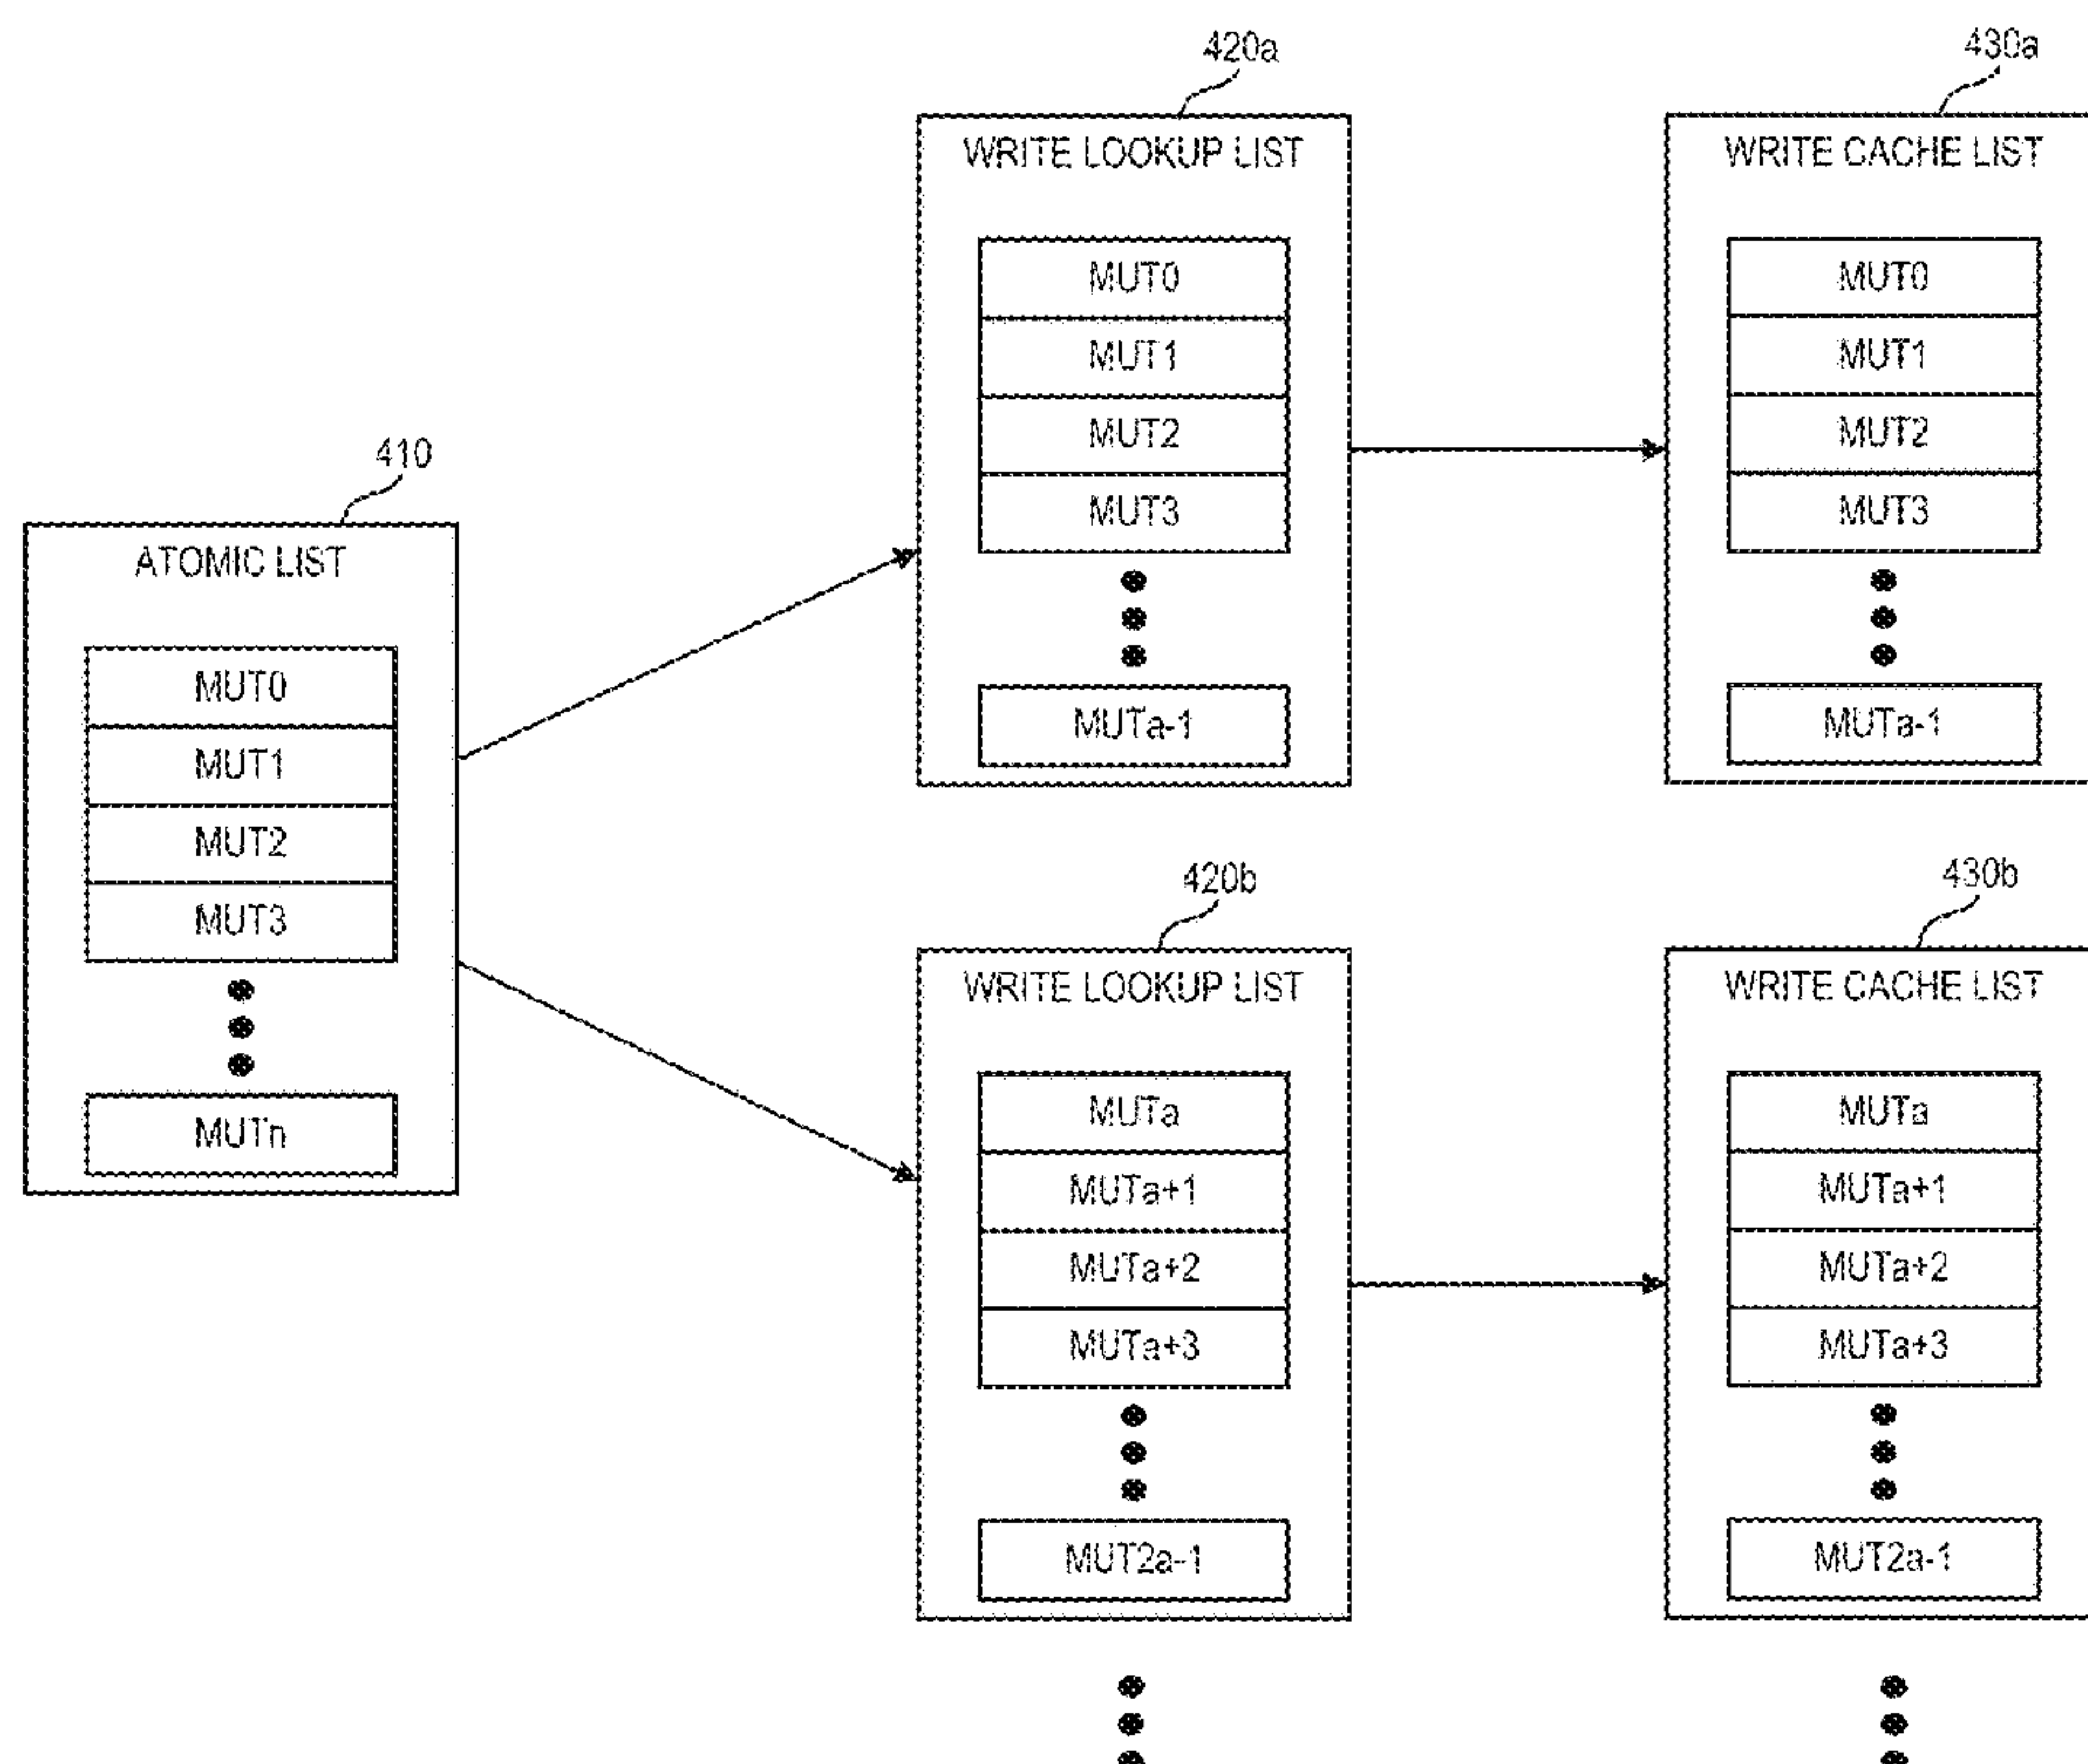 420a
430a
WRITE LOOKUP LIST
MUT0
MUT1
MUT2
MUT3
MUTa-1
WRITE CACHE LIST
MUT0
MUT1
MUT2
MUT3
MUTa-1
410
ATOMIC LIST
MUT0
MUT1
MUT2
MUT3
MUTn
420b
430b
WRITE LOOKUP LIST
MUTa
MUTa+1
MUTa+2
MUTa+3
MUT2a-1
WRITE CACHE LIST
MUTa
MUTa+1
MUTa+2
MUTa+3
MUT2a-1